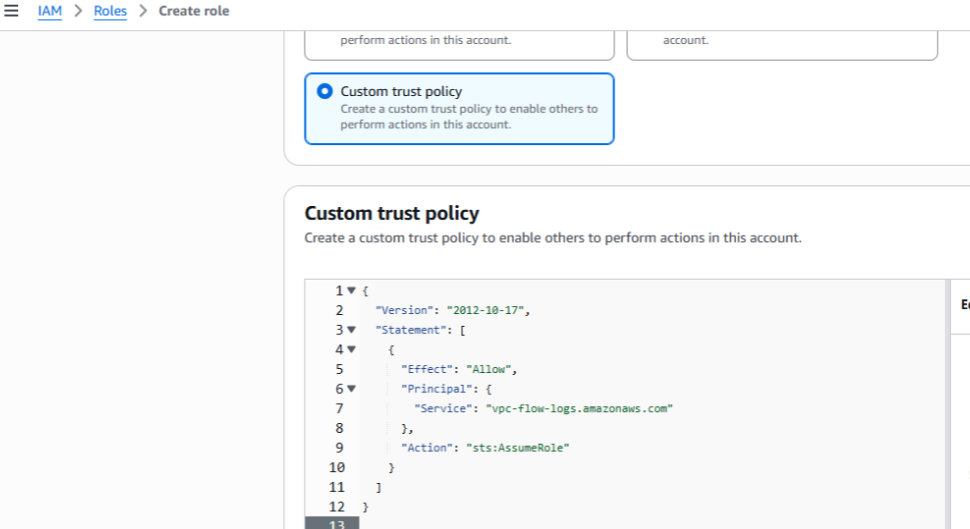 IAM > Roles > Create role
perform actions in this account.
account.
Custom trust policy
Create a custom trust policy to enable others to
perform actions in this account.
Custom trust policy
Create a custom trust policy to enable others to perform actions in this account.
1 {
2 "Version": "2012-10-17",
3 "Statement": [
4 {
5 "Effect": "Allow",
6 "Principal": {
7 "Service": "vpc-flow-logs.amazonaws.com"
8 },
9 "Action": "sts:AssumeRole"
10 }
11 ]
12 }
13